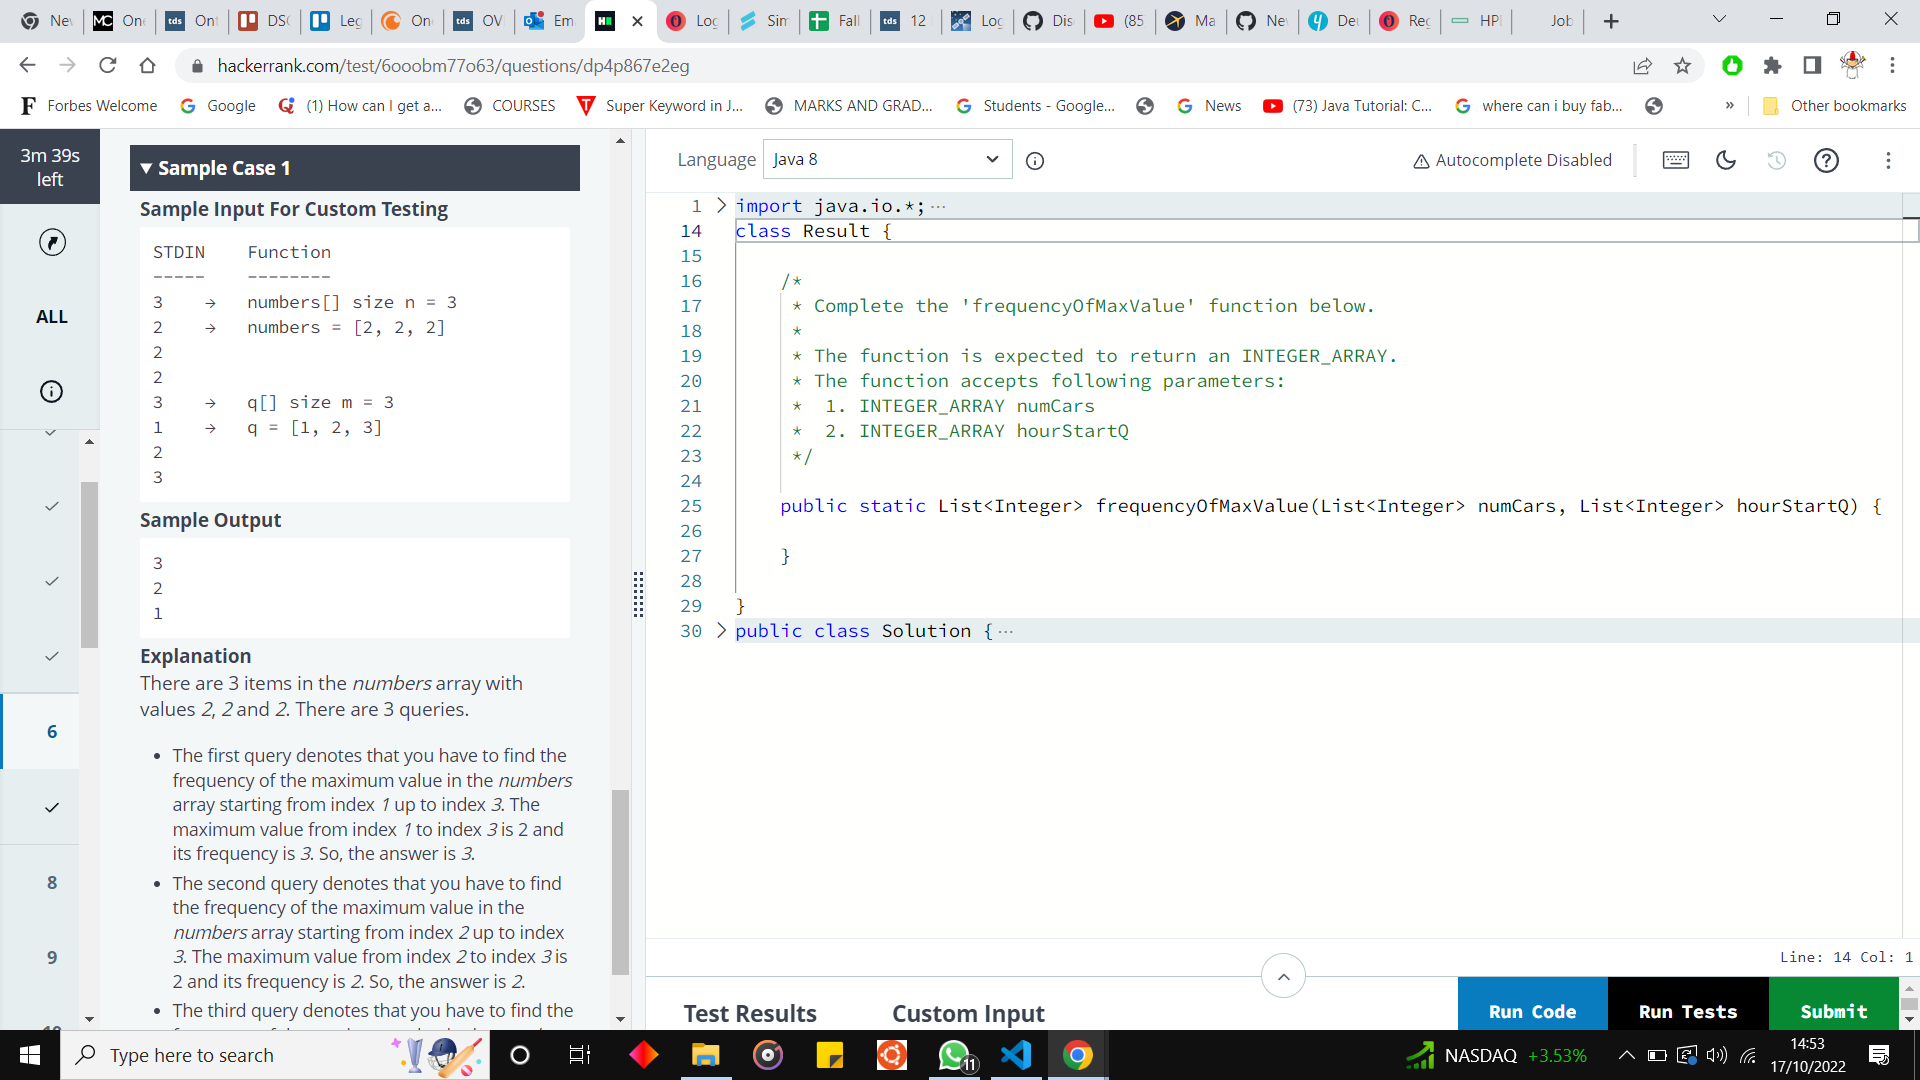 Ne
One
Ont
DSC
Leg
On
OV
Em
Log
Sim
Fall
12
Log
Dis
(85
Ma
Ne
De
Reg
HPI
Job
hackerrank.com/test/6ooobm77o63/questions/dp4p867e2eg
Forbes Welcome
Google
(1) How can I get a...
COURSES
Super Keyword in J...
MARKS AND GRAD...
Students - Google...
News
(73) Java Tutorial: C...
where can i buy fab...
»
Other bookmarks
3m 39s
left
ALL
6
8
9
10
Sample Case 1
Sample Input For Custom Testing
STDIN    Function
-----    --------
3    →   numbers[] size n = 3
2    →   numbers = [2, 2, 2]
2
2
3    →   q[] size m = 3
1    →   q = [1, 2, 3]
2
3
Sample Output
3
2
1
Explanation
There are 3 items in the numbers array with
values 2, 2 and 2. There are 3 queries.
• The first query denotes that you have to find the
frequency of the maximum value in the numbers
array starting from index 1 up to index 3. The
maximum value from index 1 to index 3 is 2 and
its frequency is 3. So, the answer is 3.
• The second query denotes that you have to find
the frequency of the maximum value in the
numbers array starting from index 2 up to index
3. The maximum value from index 2 to index 3 is
2 and its frequency is 2. So, the answer is 2.
• The third query denotes that you have to find the
Language
Java 8
Autocomplete Disabled
1 import java.io.*; ···
14 class Result {
15
16 /*
17 * Complete the 'frequencyOfMaxValue' function below.
18 *
19 * The function is expected to return an INTEGER_ARRAY.
20 * The function accepts following parameters:
21 *  1. INTEGER_ARRAY numCars
22 *  2. INTEGER_ARRAY hourStartQ
23 */
24
25 public static List<Integer> frequencyOfMaxValue(List<Integer> numCars, List<Integer> hourStartQ) {
26
27 }
28
29 }
30 public class Solution { ···
Line: 14 Col: 1
Test Results
Custom Input
Run Code
Run Tests
Submit
Type here to search
11
NASDAQ +3.53%
14:53
17/10/2022